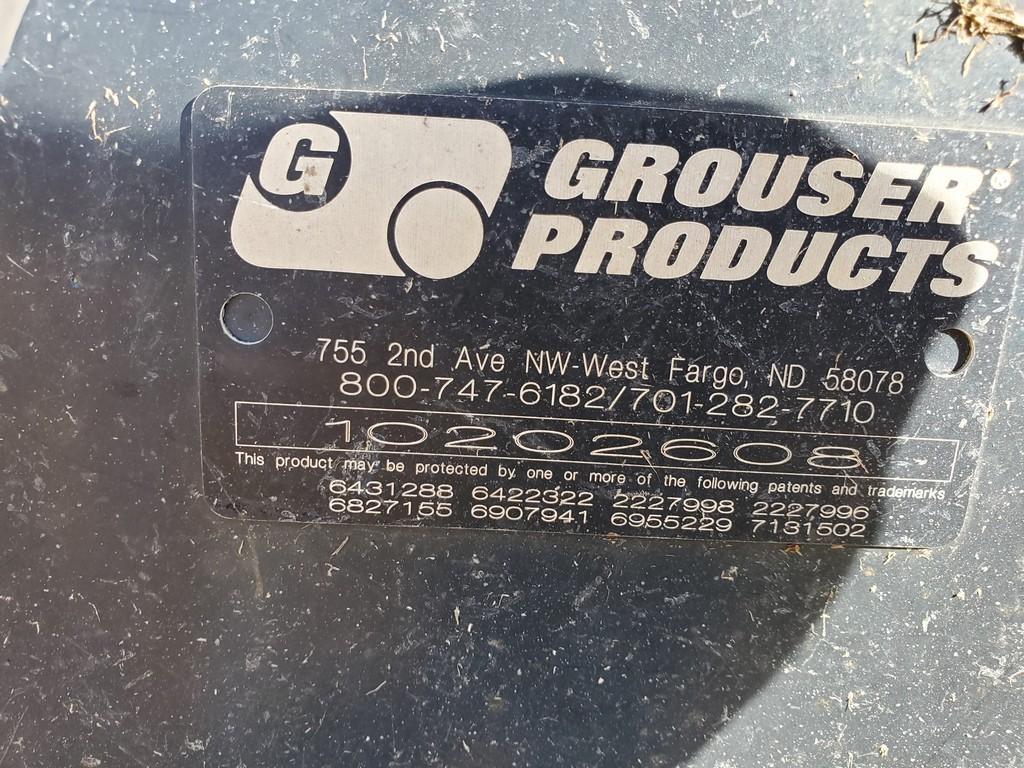 G
GROUSER®
PRODUCTS
755 2nd Ave NW-West Fargo, ND 58078
800-747-6182/701-282-7710
10202608
This product may be protected by one or more of the following patents and trademarks
6431288 6422322 2227998 2227996
6827155 6907941 6955229 7131502